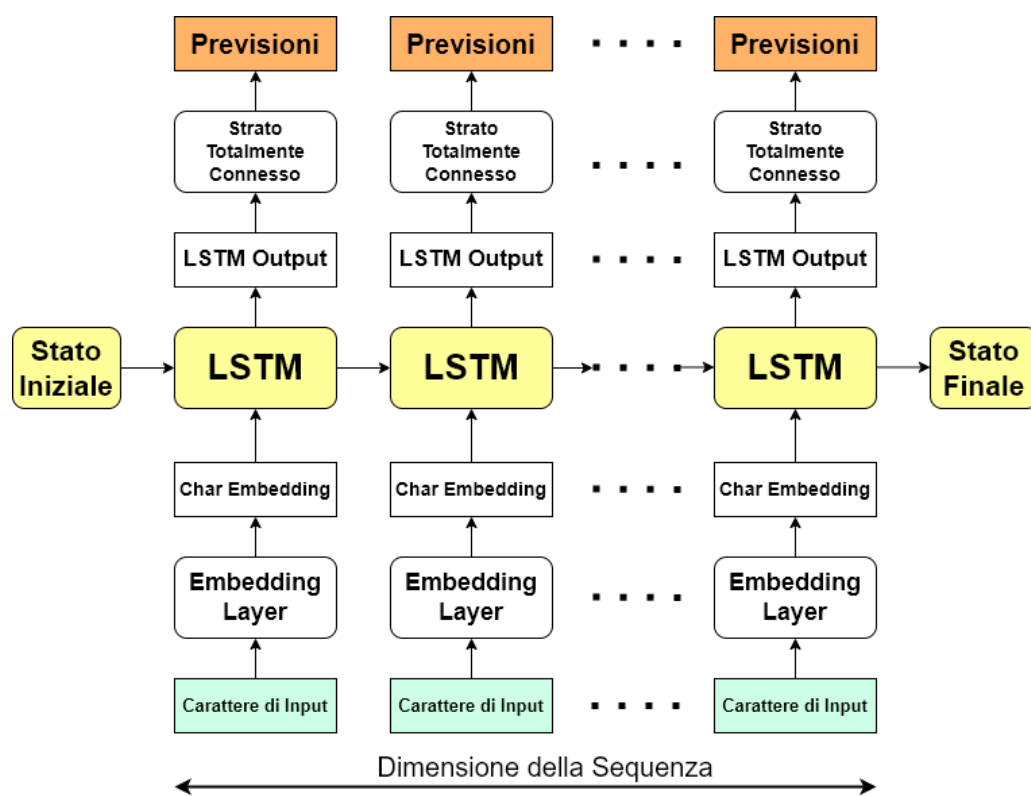 Previsioni
Previsioni
Previsioni
Strato
Totalmente
Connesso
Strato
Totalmente
Connesso
Strato
Totalmente
Connesso
LSTM Output
LSTM Output
LSTM Output
Stato
Iniziale
LSTM
LSTM
LSTM
Stato
Finale
Char Embedding
Char Embedding
Char Embedding
Embedding
Layer
Embedding
Layer
Embedding
Layer
Carattere di Input
Carattere di Input
Carattere di Input
Dimensione della Sequenza